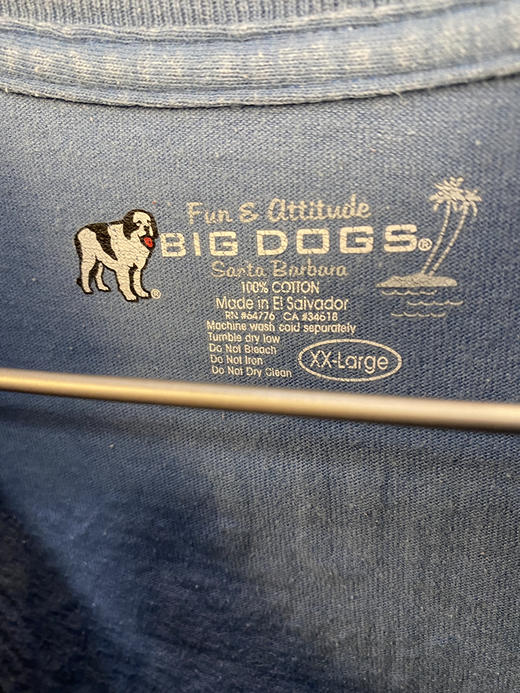 Fun & Attitude
BIG DOGS®
Santa Barbara
®
100% COTTON
Made in El Salvador
RN #64776 CA #34618
Machine wash cold separately
Tumble dry low
Do Not Bleach
Do Not Iron
Do Not Dry Clean
XX-Large